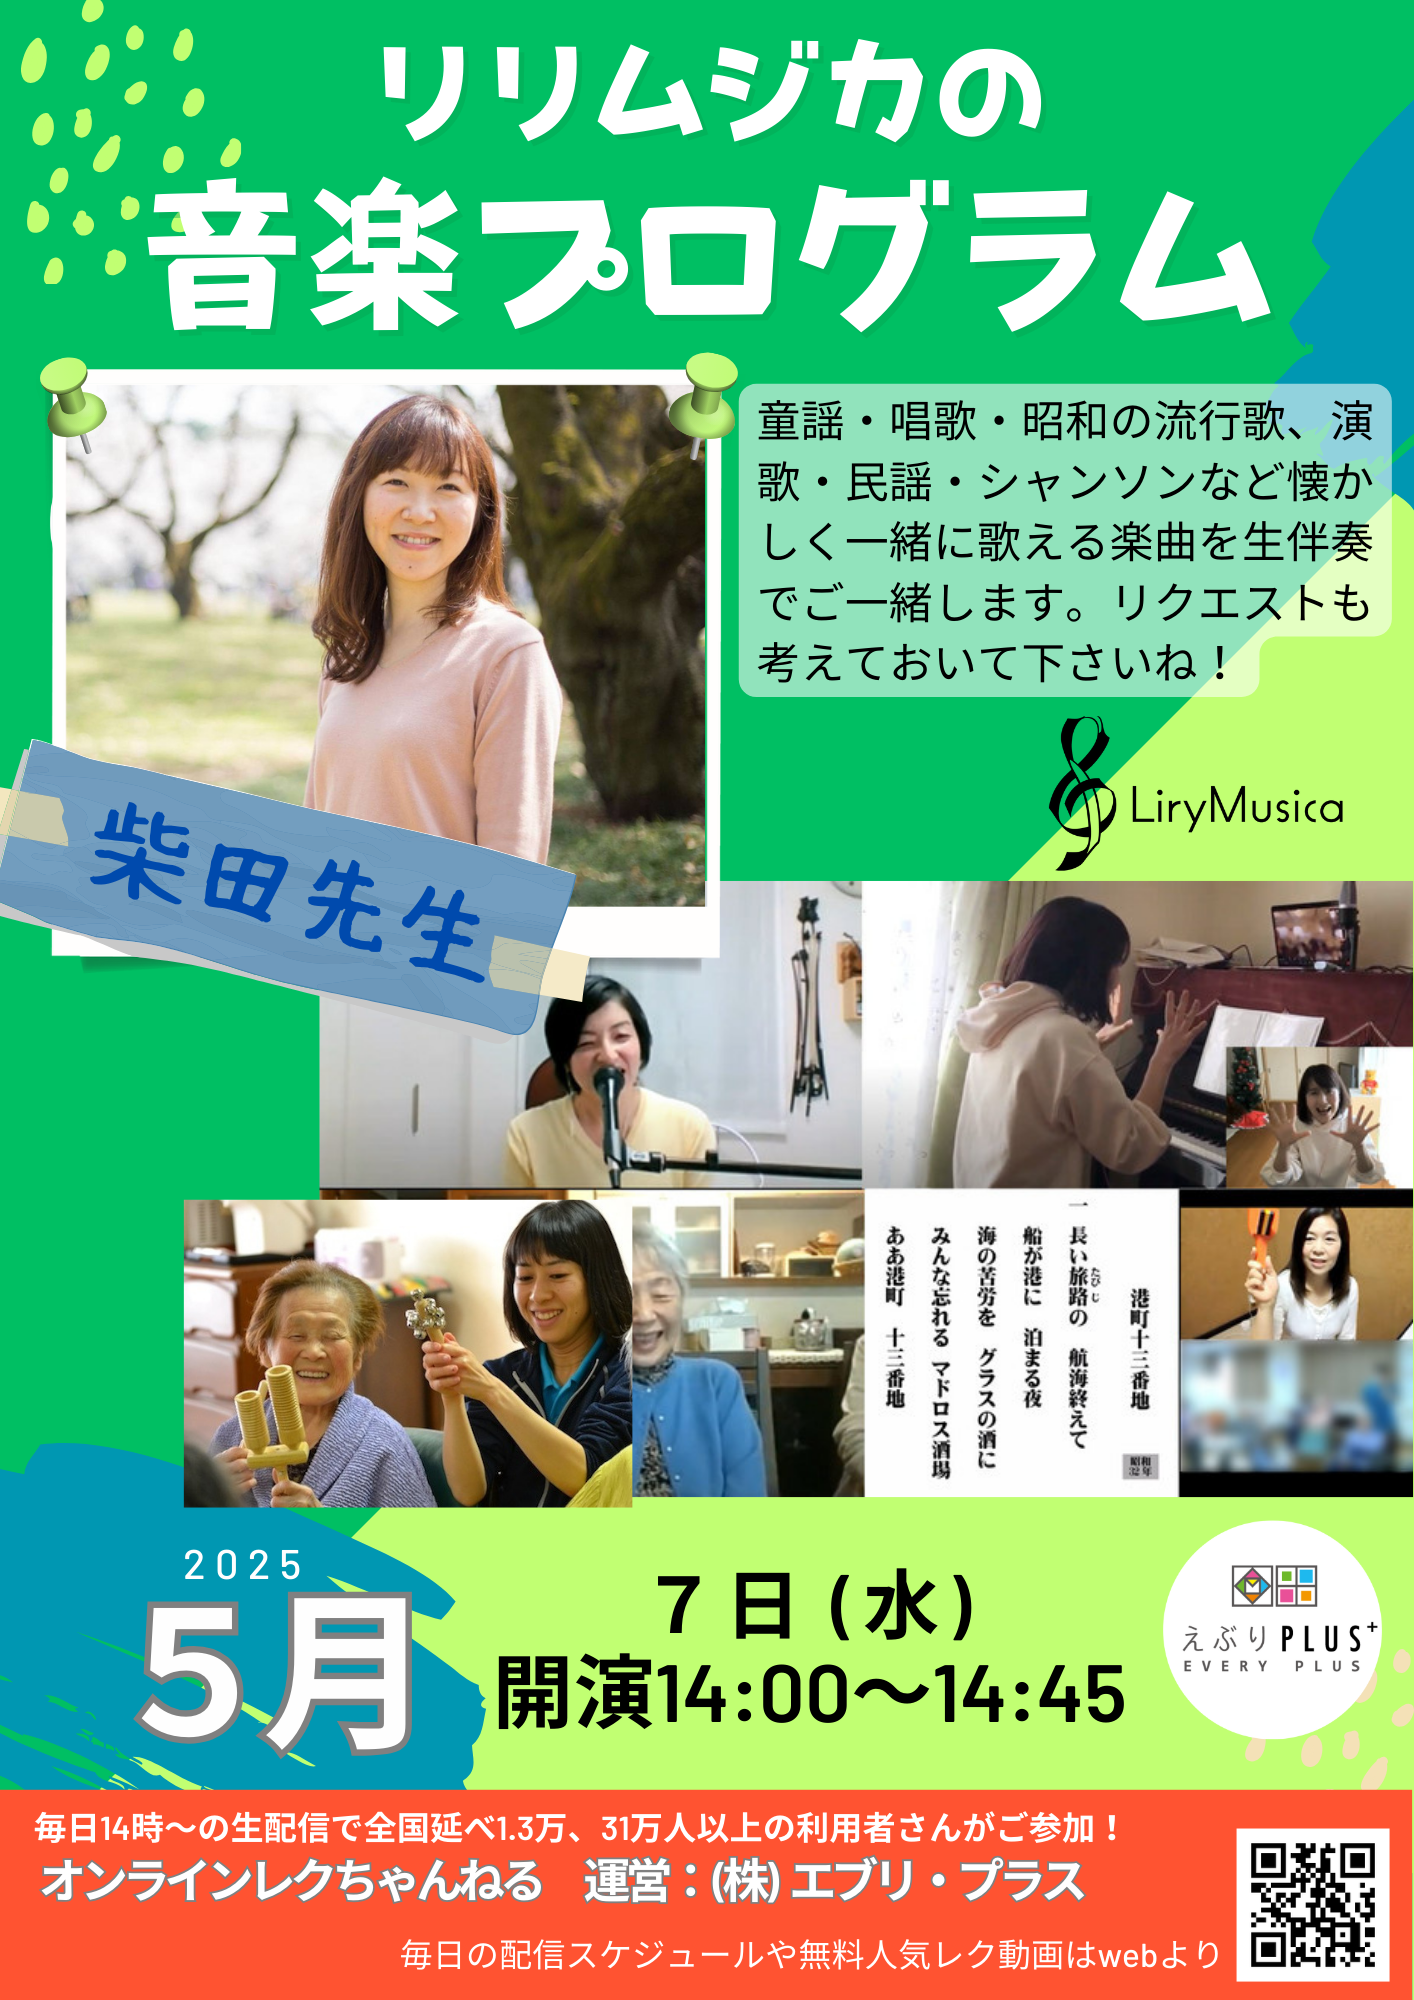 リリムジカの
音楽プログラム
童謡・唱歌・昭和の流行歌、演
歌・民謡・シャンソンなど懐か
しく一緒に歌える楽曲を生伴奏
でご一緒します。リクエストも
考えておいて下さいね！
LiryMusica
柴田先生
港町十三番地
昭和
32年
一 長い旅路の 航海終えて
たびじ
船が港に 泊まる夜
海の苦労を グラスの酒に
みんな忘れる マドロス酒場
ああ港町 十三番地
2025
5月
7日(水)
開演14:00〜14:45
えぶりPLUS+
EVERY PLUS
毎日14時〜の生配信で全国延べ1.3万、31万人以上の利用者さんがご参加！
オンラインレクちゃんねる 運営：(株)エブリ・プラス
毎日の配信スケジュールや無料人気レク動画はwebより